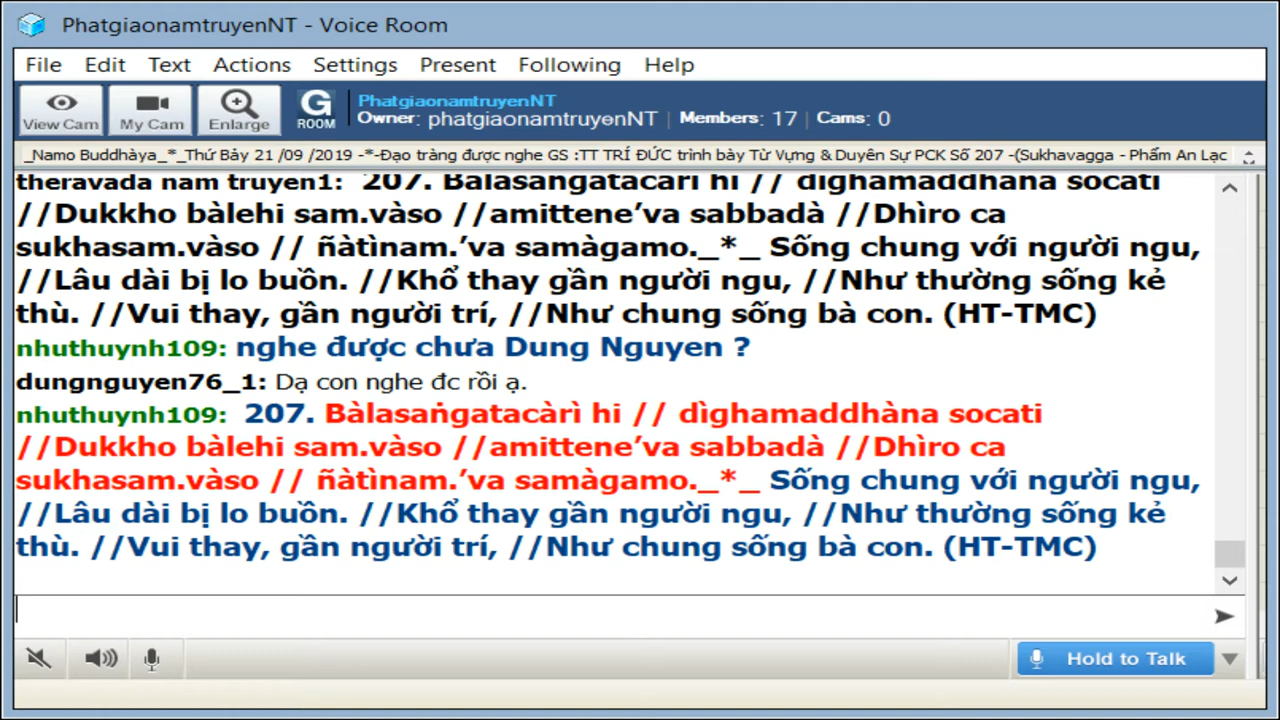 PhatgiaonamtruyenNT - Voice Room
File Edit Text Actions Settings Present Following Help
View Cam My Cam Enlarge G ROOM PhatgiaonamtruyenNT
Owner: phatgiaonamtruyenNT | Members: 17 | Cams: 0
_Namo Buddhàya_*_Thứ Bảy 21 /09 /2019 -*-Đạo tràng được nghe GS :TT TRÍ ĐỨC trình bày Từ Vựng & Duyên Sự PCK Số 207 -(Sukhavagga - Phẩm An Lạc
theravada nam truyen1: 207. Bàlasaṅgatacàrì hi // dìghamaddhàna socati
//Dukkho bàlehi sam.vàso //amittene’va sabbadà //Dhìro ca
sukhasam.vàso // ñàtìnam.’va samàgamo._*_ Sống chung với người ngu,
//Lâu dài bị lo buồn. //Khổ thay gần người ngu, //Như thường sống kẻ
thù. //Vui thay, gần người trí, //Như chung sống bà con. (HT-TMC)
nhuthuynh109: nghe được chưa Dung Nguyen ?
dungnguyen76_1: Dạ con nghe đc rồi ạ.
nhuthuynh109: 207. Bàlasaṅgatacàrì hi // dìghamaddhàna socati
//Dukkho bàlehi sam.vàso //amittene’va sabbadà //Dhìro ca
sukhasam.vàso // ñàtìnam.’va samàgamo._*_ Sống chung với người ngu,
//Lâu dài bị lo buồn. //Khổ thay gần người ngu, //Như thường sống kẻ
thù. //Vui thay, gần người trí, //Như chung sống bà con. (HT-TMC)
Hold to Talk